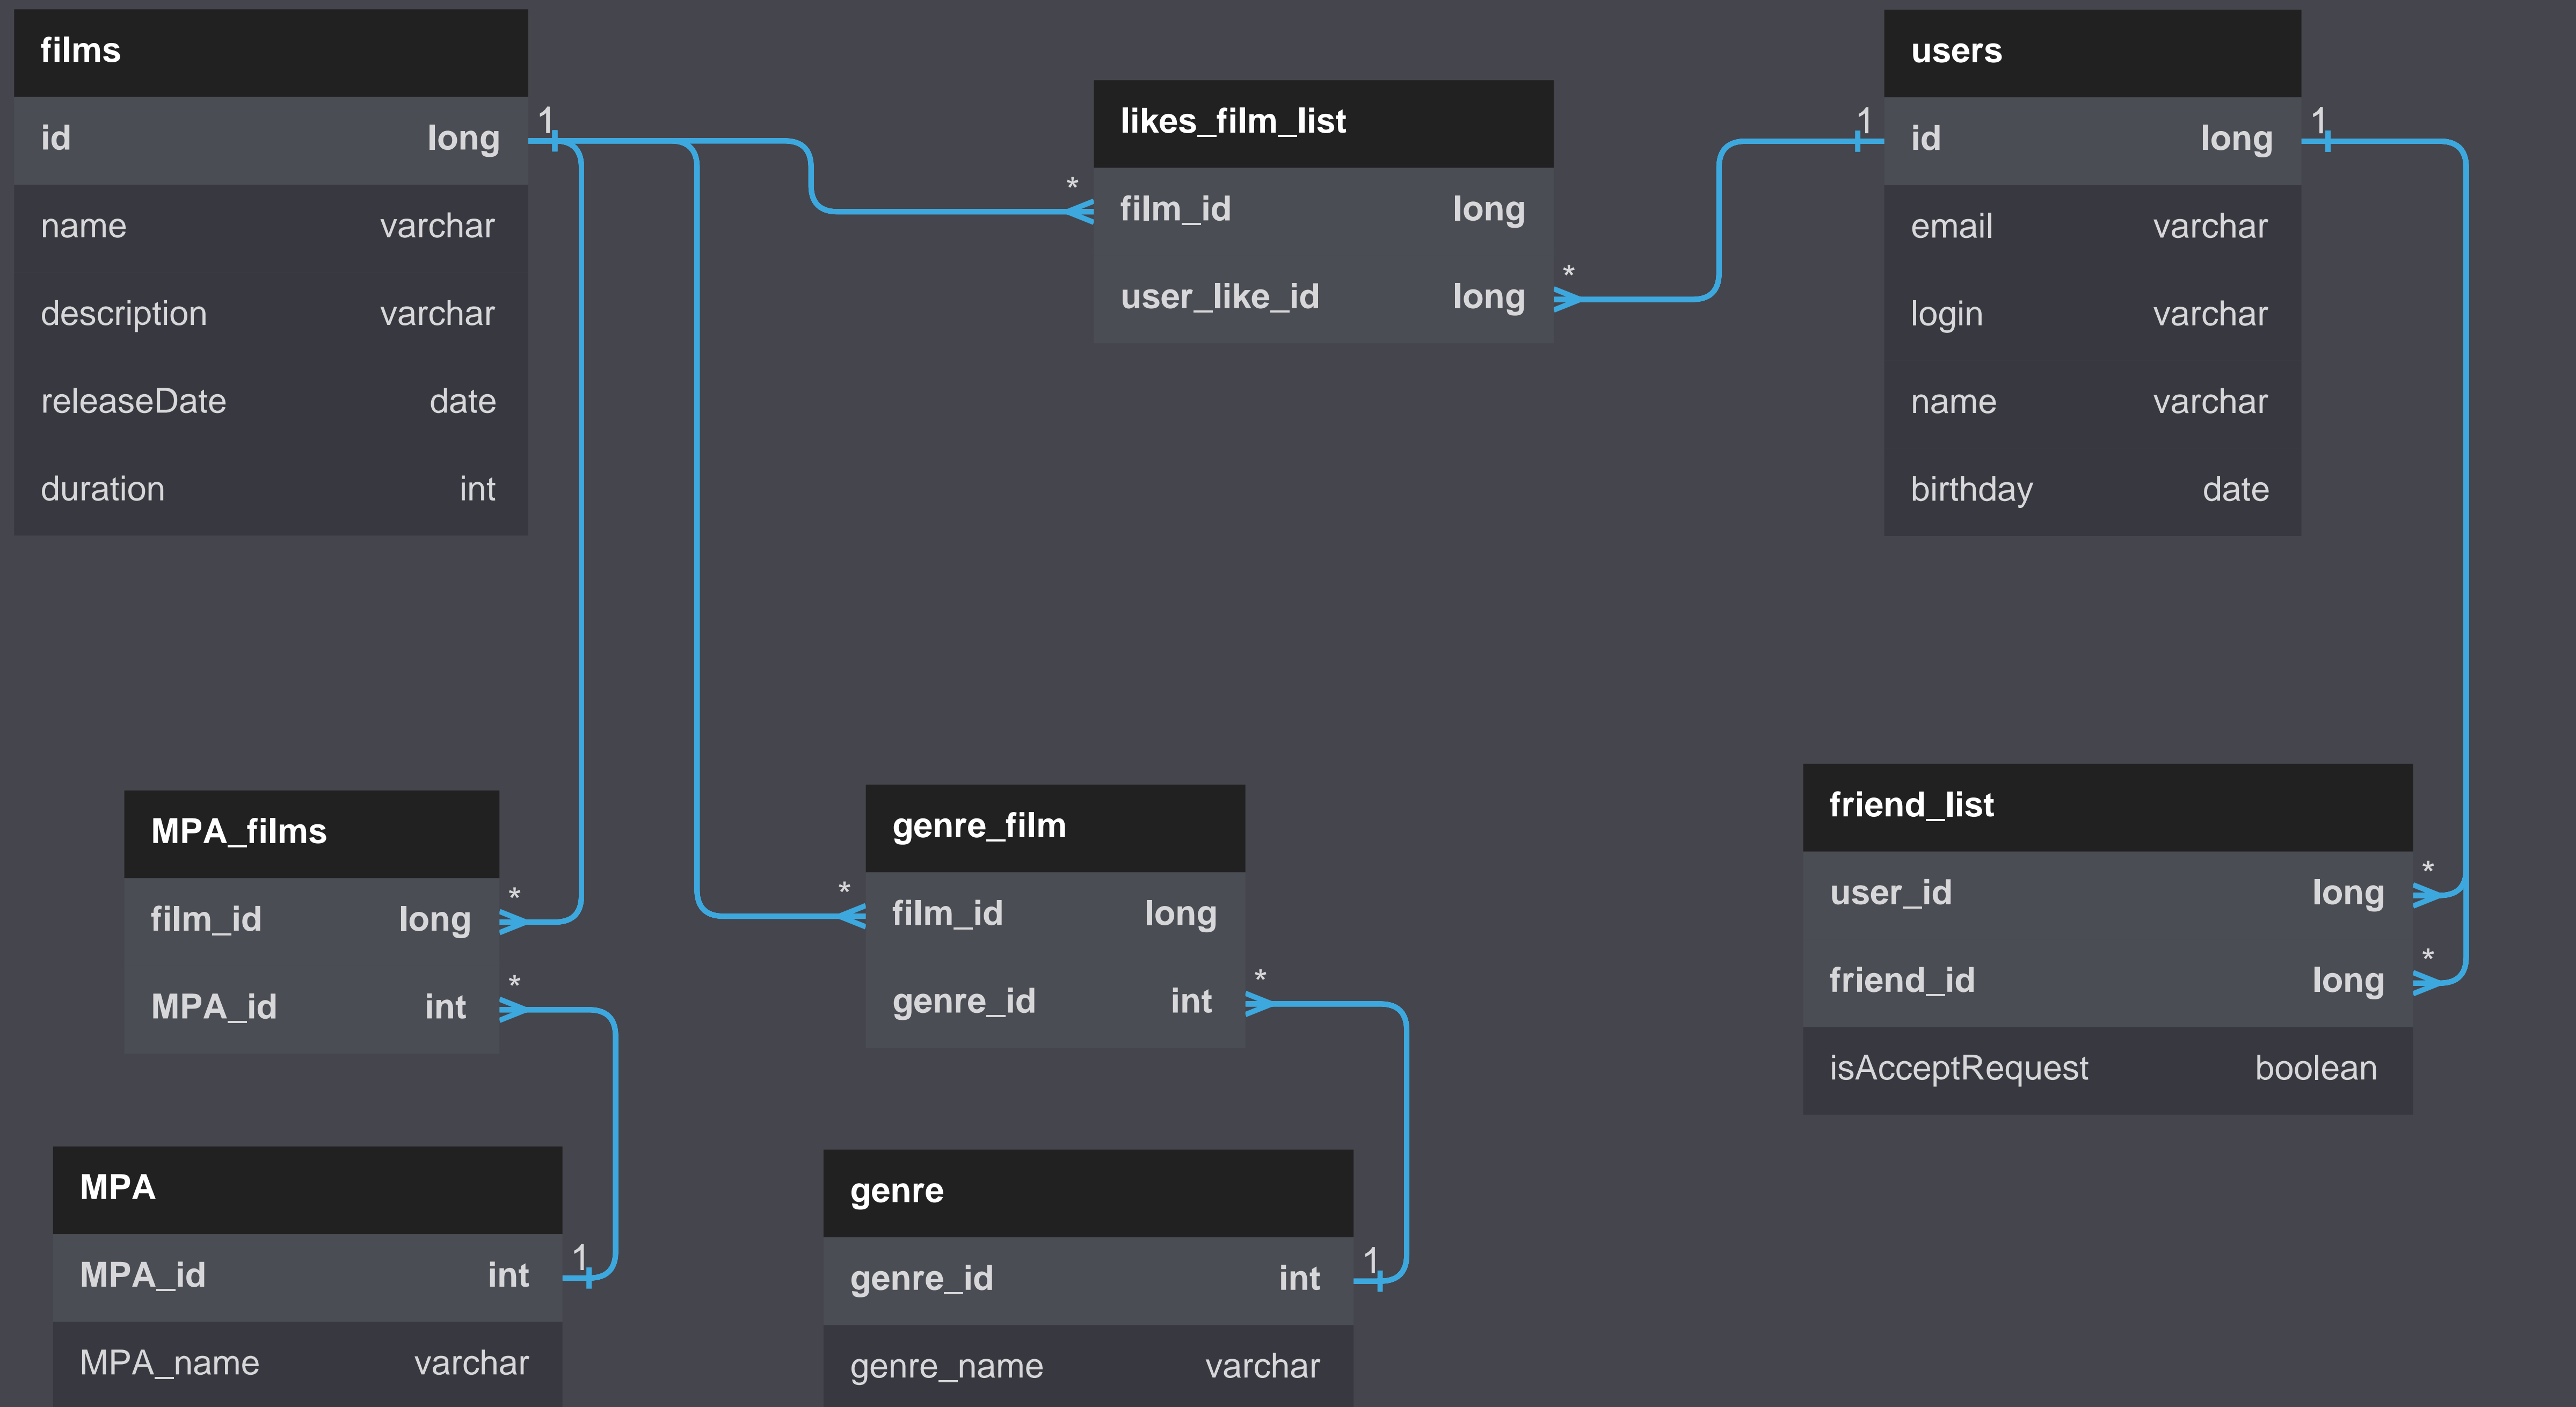 films
id long
name varchar
description varchar
releaseDate date
duration int
1
*
likes_film_list
film_id long
user_like_id long
*
1
users
id long
email varchar
login varchar
name varchar
birthday date
1
MPA_films
film_id long
MPA_id int
*
*
MPA
MPA_id int
MPA_name varchar
1
*
genre_film
film_id long
genre_id int
*
genre
genre_id int
genre_name varchar
1
friend_list
user_id long
friend_id long
isAcceptRequest boolean
*
*